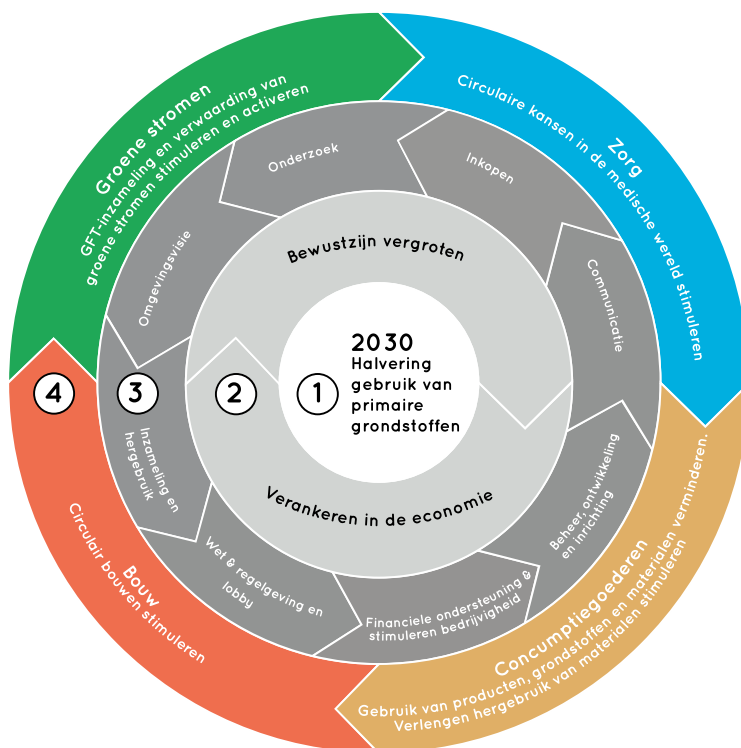 Groene stromen
GFT-inzameling en verwaarding van
groene stromen stimuleren en activeren
Zorg
Circulaire kansen in de medische wereld stimuleren
Concumptiegoederen
Gebruik van producten, grondstoffen en materialen verminderen.
Verlengen hergebruik van materialen stimuleren
Bouw
Circulair bouwen stimuleren
Onderzoek
Inkopen
Communicatie
Beheer, ontwikkeling
en inrichting
Financiele ondersteuning &
stimuleren bedrijvigheid
Wet & regelgeving en
lobby
Inzameling en
hergebruik
Omgevingsvisie
Bewustzijn vergroten
Verankeren in de economie
4
3
2
1
2030
Halvering
gebruik van
primaire
grondstoffen